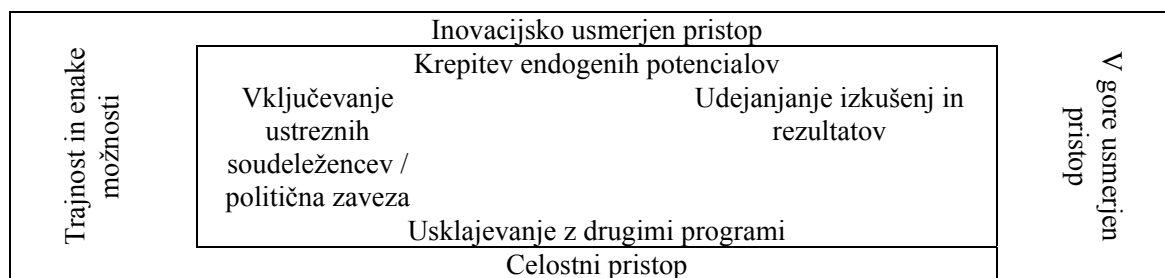 Inovacijsko usmerjen pristop
Trajnost in enake
možnosti
Krepitev endogenih potencialov
Vključevanje
ustreznih
soudeležencev /
politična zaveza
Udejanjanje izkušenj in
rezultatov
Usklajevanje z drugimi programi
V gore usmerjen
pristop
Celostni pristop